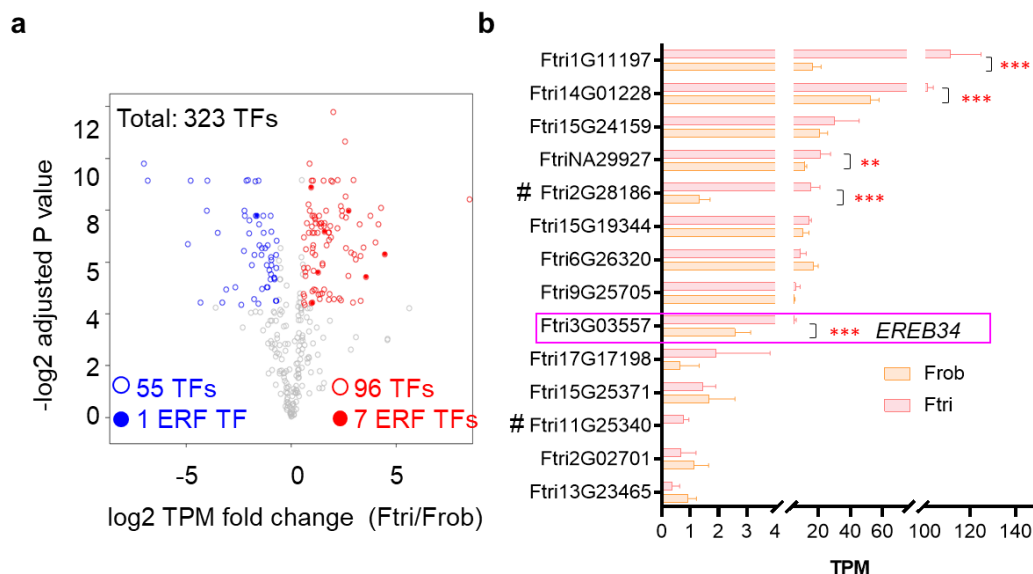 a
Total: 323 TFs
12
10
8
6
4
2
0
-log2 adjusted P value
55 TFs
1 ERF TF
96 TFs
7 ERF TFs
-5
0
5
log2 TPM fold change (Ftri/Frob)
b
Ftri1G11197
***
Ftri14G01228
***
Ftri15G24159
FtriNA29927
**
# Ftri2G28186
***
Ftri15G19344
Ftri6G26320
Ftri9G25705
Ftri3G03557
*** EREB34
Ftri17G17198
Ftri15G25371
# Ftri11G25340
Ftri2G02701
Ftri13G23465
Frob
Ftri
0 1 2 3 4 20 40 60 100 120 140
TPM